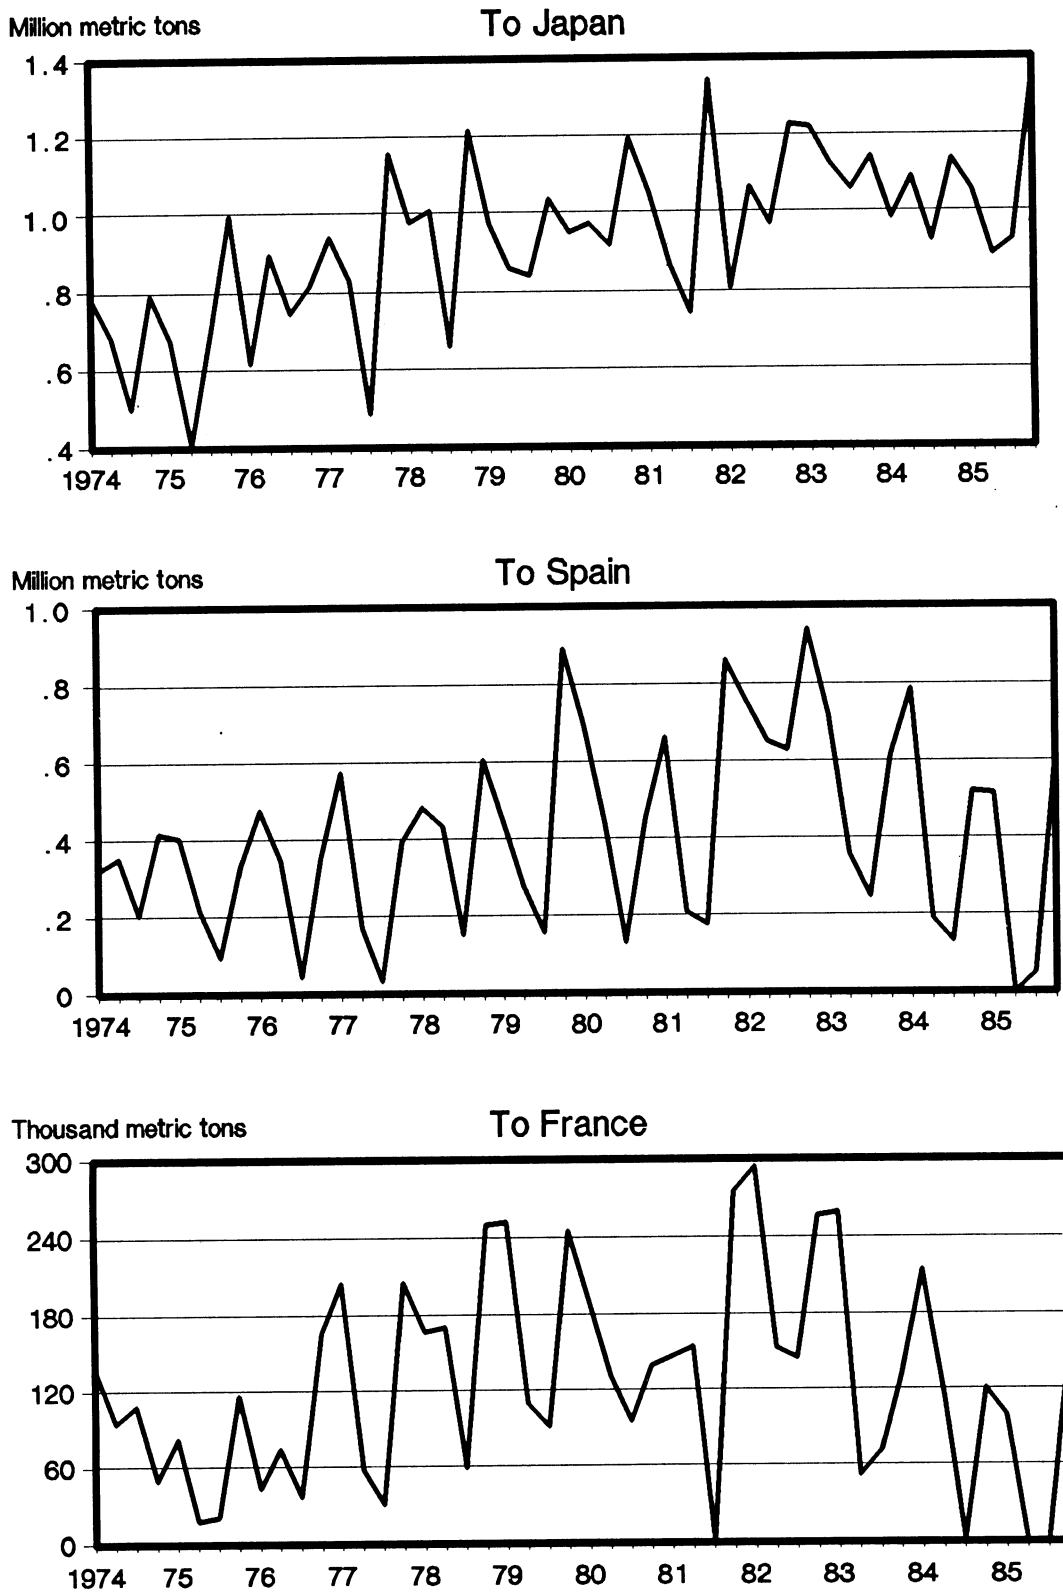 To Japan
Million metric tons
1.4
1.2
1.0
.8
.6
.4
1974 75 76 77 78 79 80 81 82 83 84 85
To Spain
Million metric tons
1.0
.8
.6
.4
.2
0
1974 75 76 77 78 79 80 81 82 83 84 85
To France
Thousand metric tons
300
240
180
120
60
0
1974 75 76 77 78 79 80 81 82 83 84 85